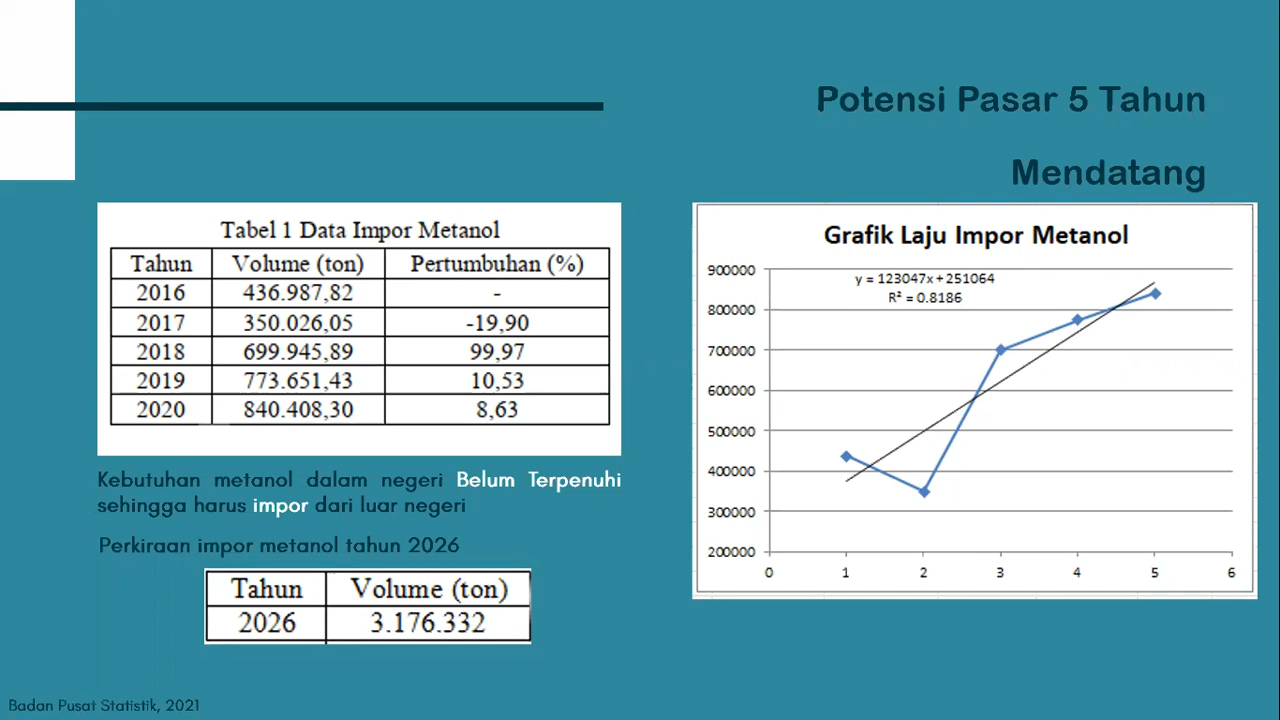 Potensi Pasar 5 Tahun
Mendatang
Tabel 1 Data Impor Metanol
Tahun Volume (ton) Pertumbuhan (%)
2016 436.987,82 -
2017 350.026,05 -19,90
2018 699.945,89 99,97
2019 773.651,43 10,53
2020 840.408,30 8,63
Kebutuhan metanol dalam negeri Belum Terpenuhi
sehingga harus impor dari luar negeri
Perkiraan impor metanol tahun 2026
Tahun Volume (ton)
2026 3.176.332
Grafik Laju Impor Metanol
y = 123047x + 251064
R² = 0.8186
900000
800000
700000
600000
500000
400000
300000
200000
0 1 2 3 4 5 6
Badan Pusat Statistik, 2021